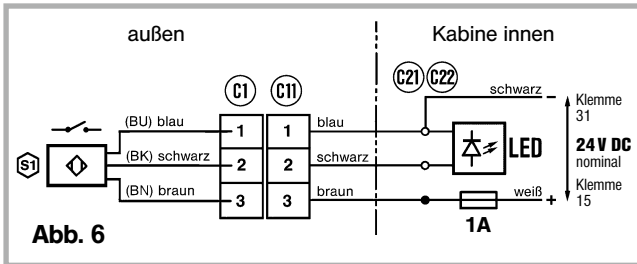 außen
Kabine innen
C1
C11
C21
C22
schwarz
−
Klemme
31
(BU) blau
1
1
blau
S1
(BK) schwarz
2
2
schwarz
LED
24V DC
nominal
(BN) braun
3
3
braun
weiß
+
Klemme
15
1A
Abb. 6